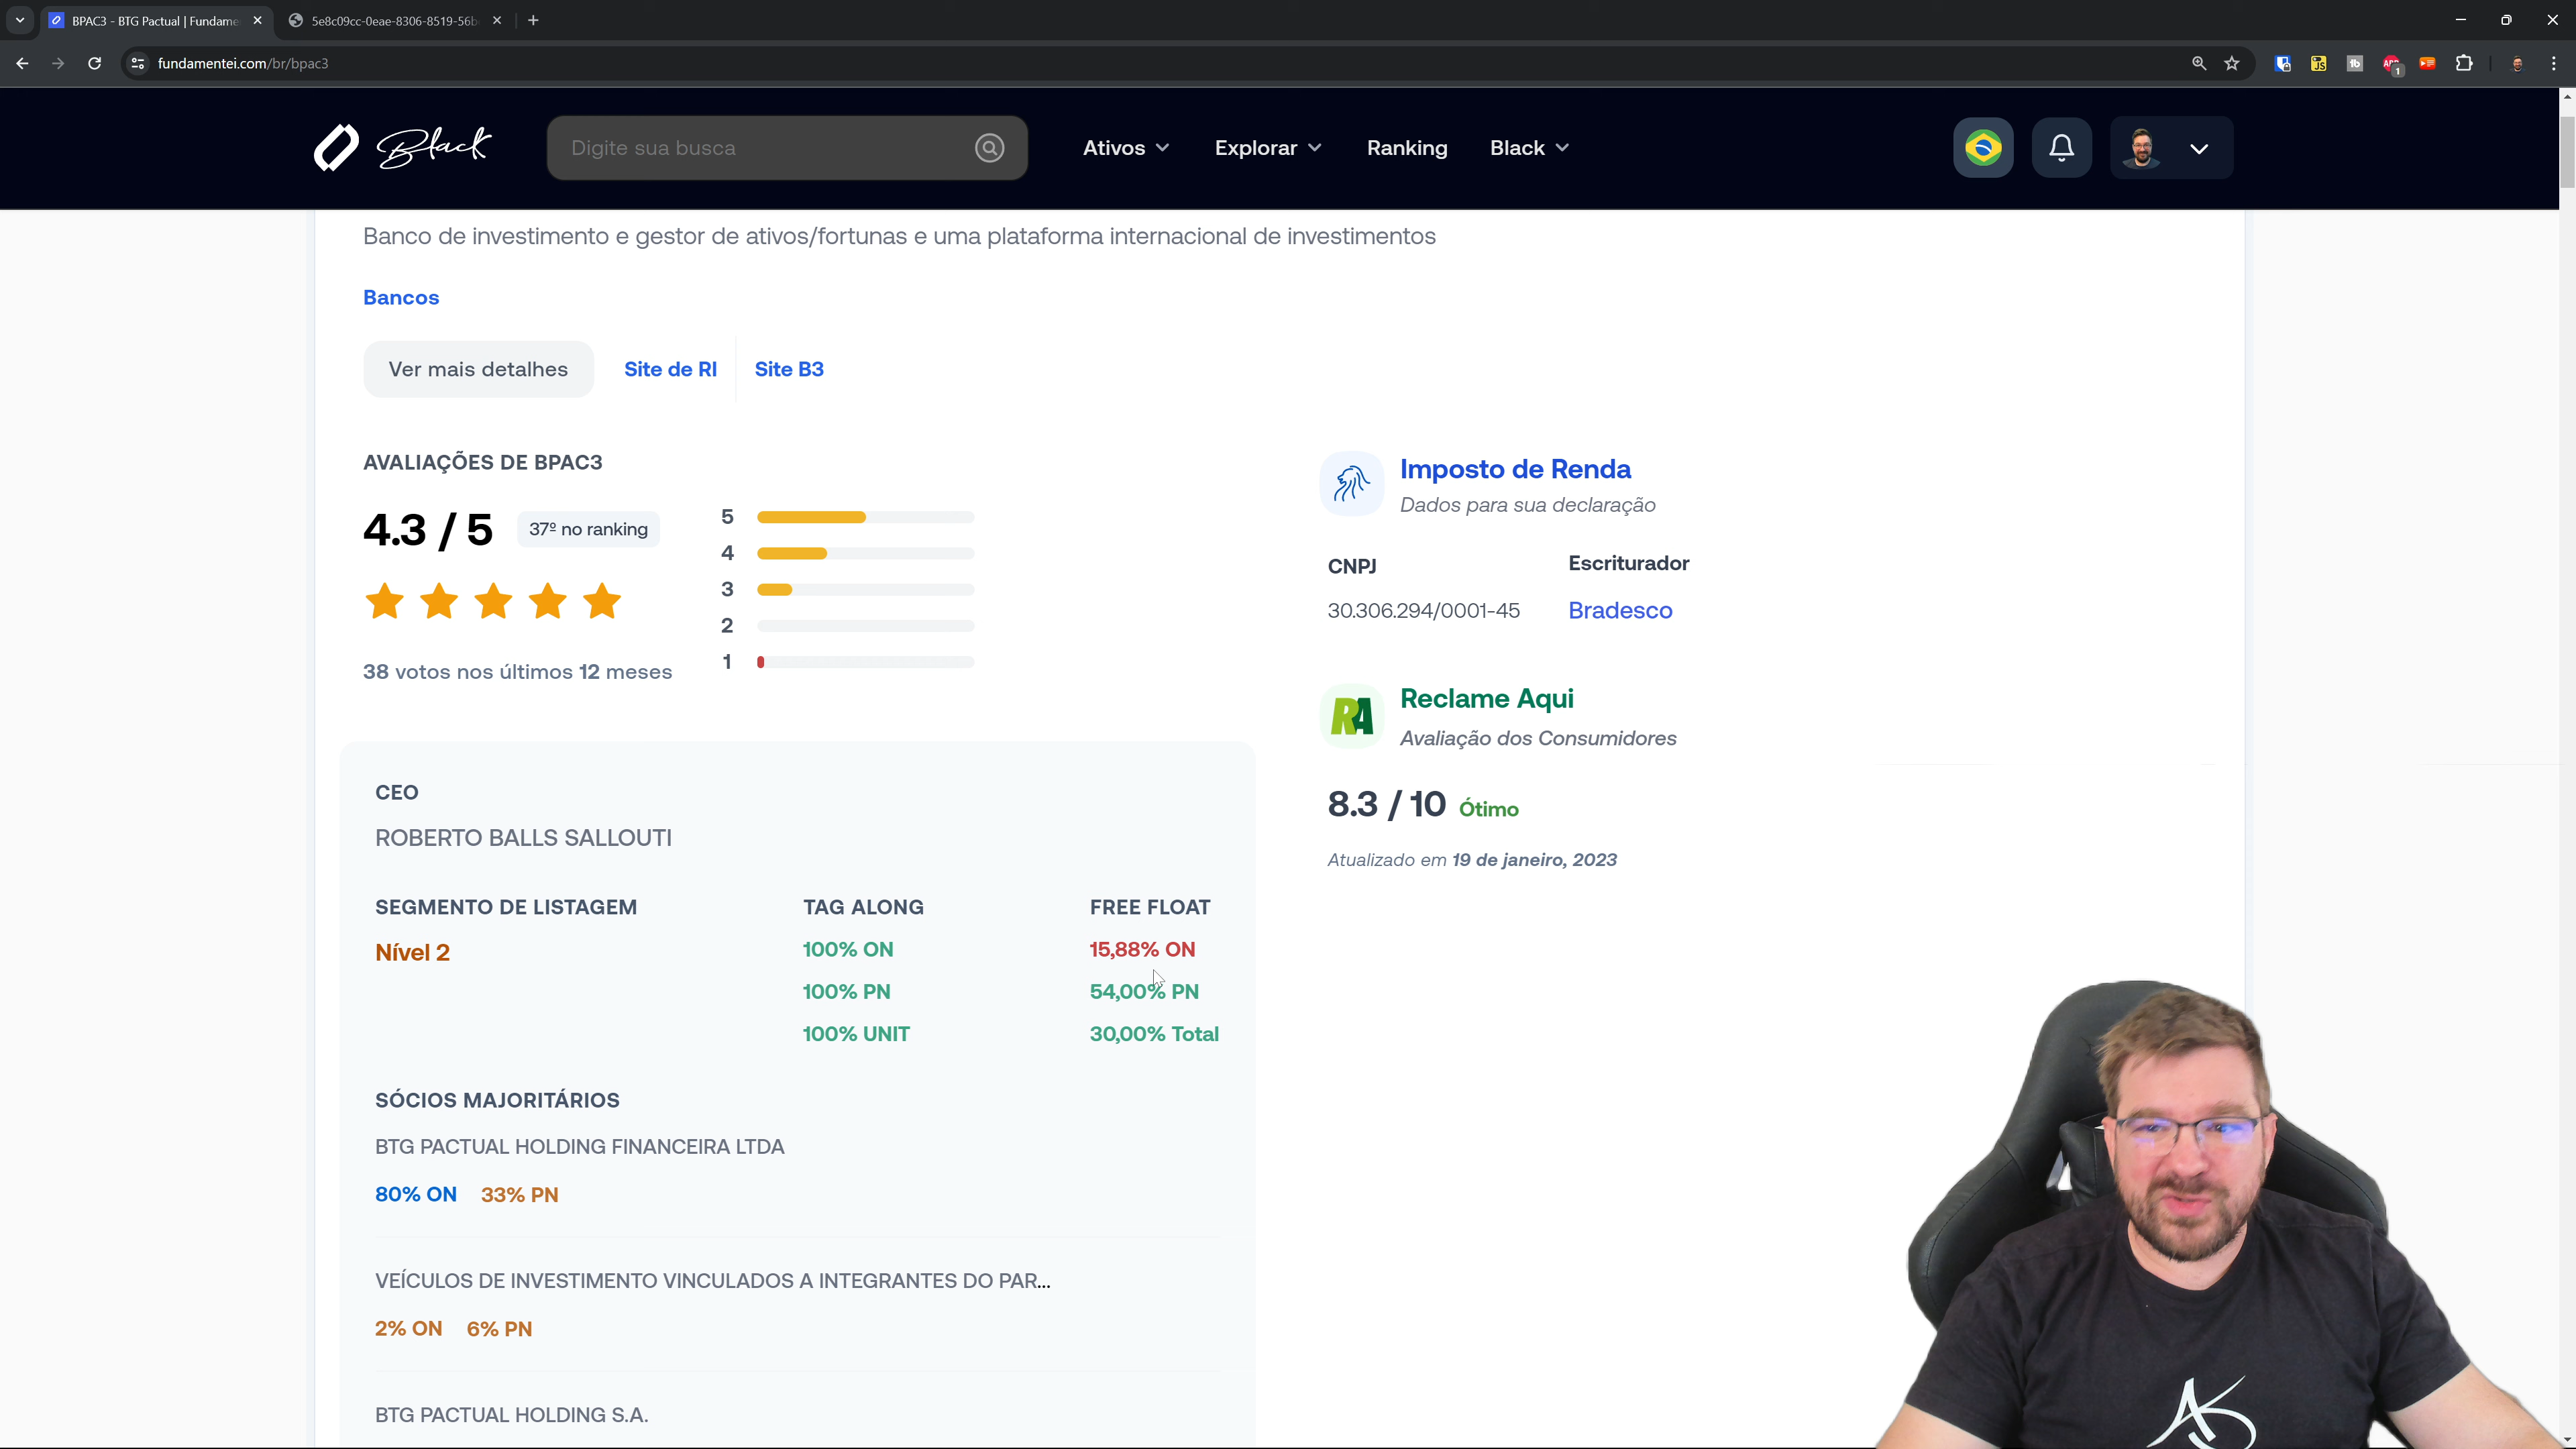 BPAC3 - BTG Pactual | Fundame
5e8c09cc-0eae-8306-8519-56b
fundamentei.com/br/bpac3
Black
Digite sua busca
Ativos
Explorar
Ranking
Black
Banco de investimento e gestor de ativos/fortunas e uma plataforma internacional de investimentos
Bancos
Ver mais detalhes
Site de RI
Site B3
AVALIAÇÕES DE BPAC3
4.3 / 5
37º no ranking
5
4
3
2
1
38 votos nos últimos 12 meses
Imposto de Renda
Dados para sua declaração
CNPJ
Escriturador
30.306.294/0001-45
Bradesco
RA
Reclame Aqui
Avaliação dos Consumidores
8.3 / 10 Ótimo
Atualizado em 19 de janeiro, 2023
CEO
ROBERTO BALLS SALLOUTI
SEGMENTO DE LISTAGEM
TAG ALONG
FREE FLOAT
Nível 2
100% ON
15,88% ON
100% PN
54,00% PN
100% UNIT
30,00% Total
SÓCIOS MAJORITÁRIOS
BTG PACTUAL HOLDING FINANCEIRA LTDA
80% ON 33% PN
VEÍCULOS DE INVESTIMENTO VINCULADOS A INTEGRANTES DO PAR...
2% ON 6% PN
BTG PACTUAL HOLDING S.A.